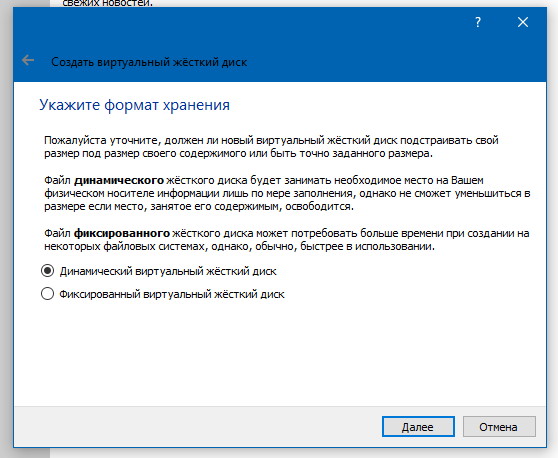 свежих новостей.
?
Создать виртуальный жёсткий диск
Укажите формат хранения
Пожалуйста уточните, должен ли новый виртуальный жёсткий диск подстраивать свой
размер под размер своего содержимого или быть точно заданного размера.
Файл динамического жёсткого диска будет занимать необходимое место на Вашем
физическом носителе информации лишь по мере заполнения, однако не сможет уменьшиться в
размере если место, занятое его содержимым, освободится.
Файл фиксированного жёсткого диска может потребовать больше времени при создании на
некоторых файловых системах, однако, обычно, быстрее в использовании.
Динамический виртуальный жёсткий диск
Фиксированный виртуальный жёсткий диск
Далее
Отмена